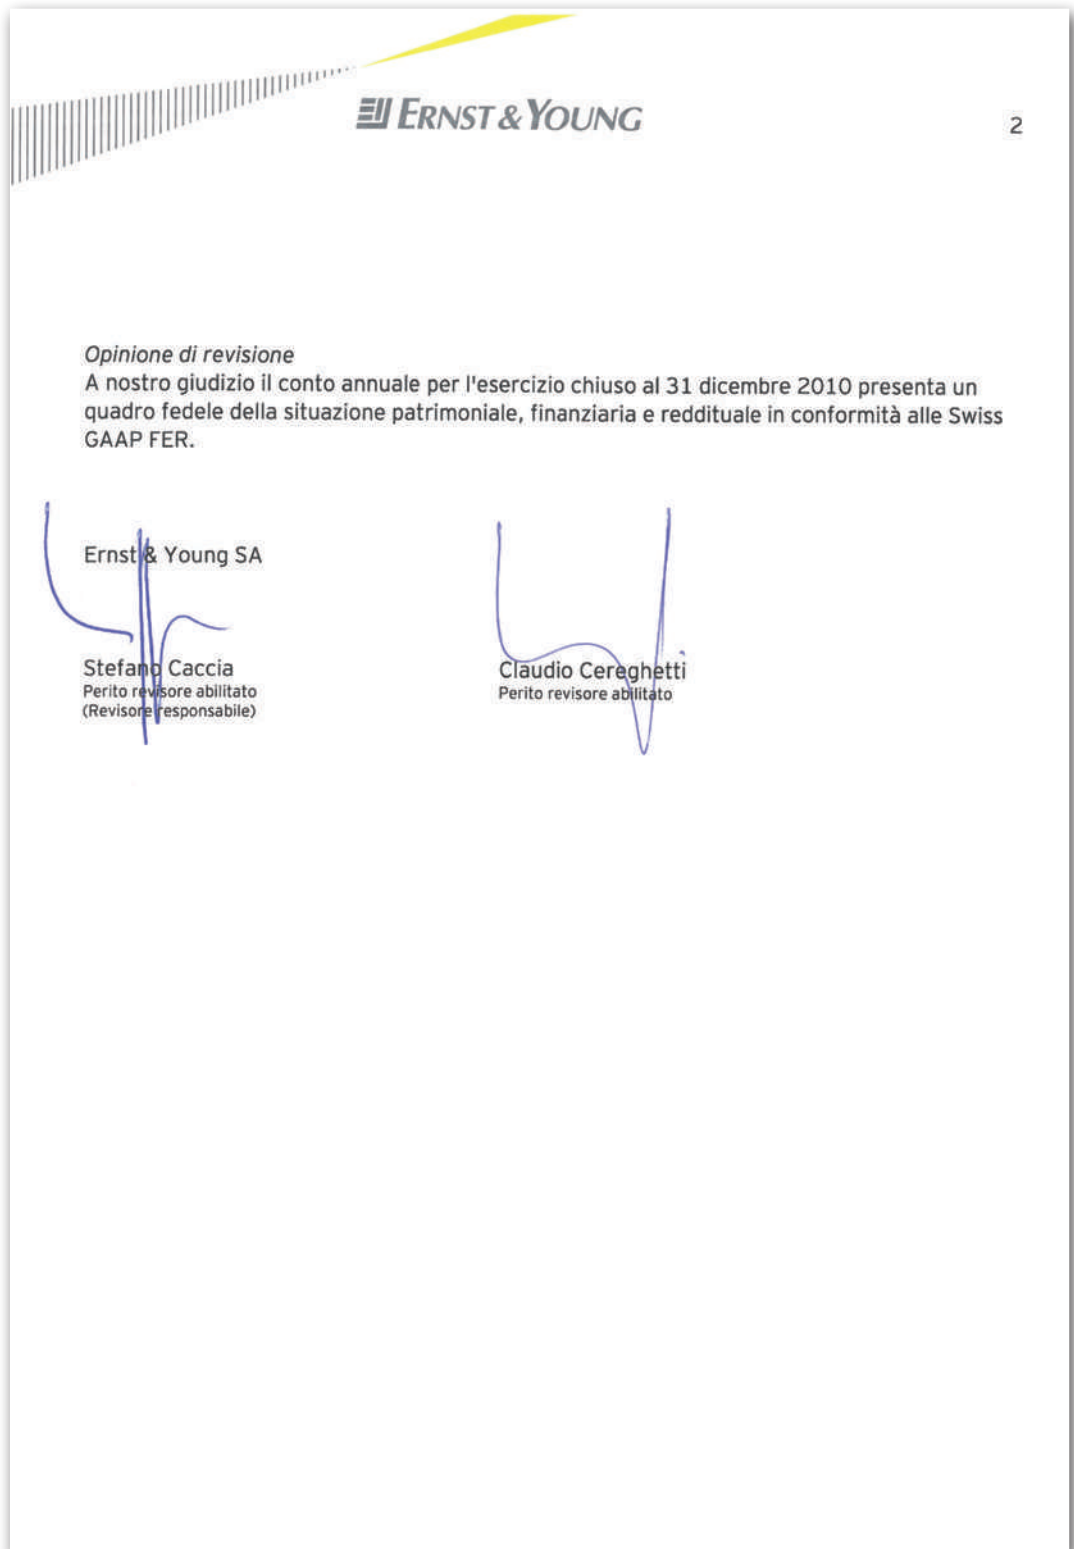 ERNST & YOUNG
2
Opinione di revisione
A nostro giudizio il conto annuale per l'esercizio chiuso al 31 dicembre 2010 presenta un
quadro fedele della situazione patrimoniale, finanziaria e reddituale in conformità alle Swiss
GAAP FER.
Ernst & Young SA
Stefano Caccia
Perito revisore abilitato
(Revisore responsabile)
Claudio Cereghetti
Perito revisore abilitato